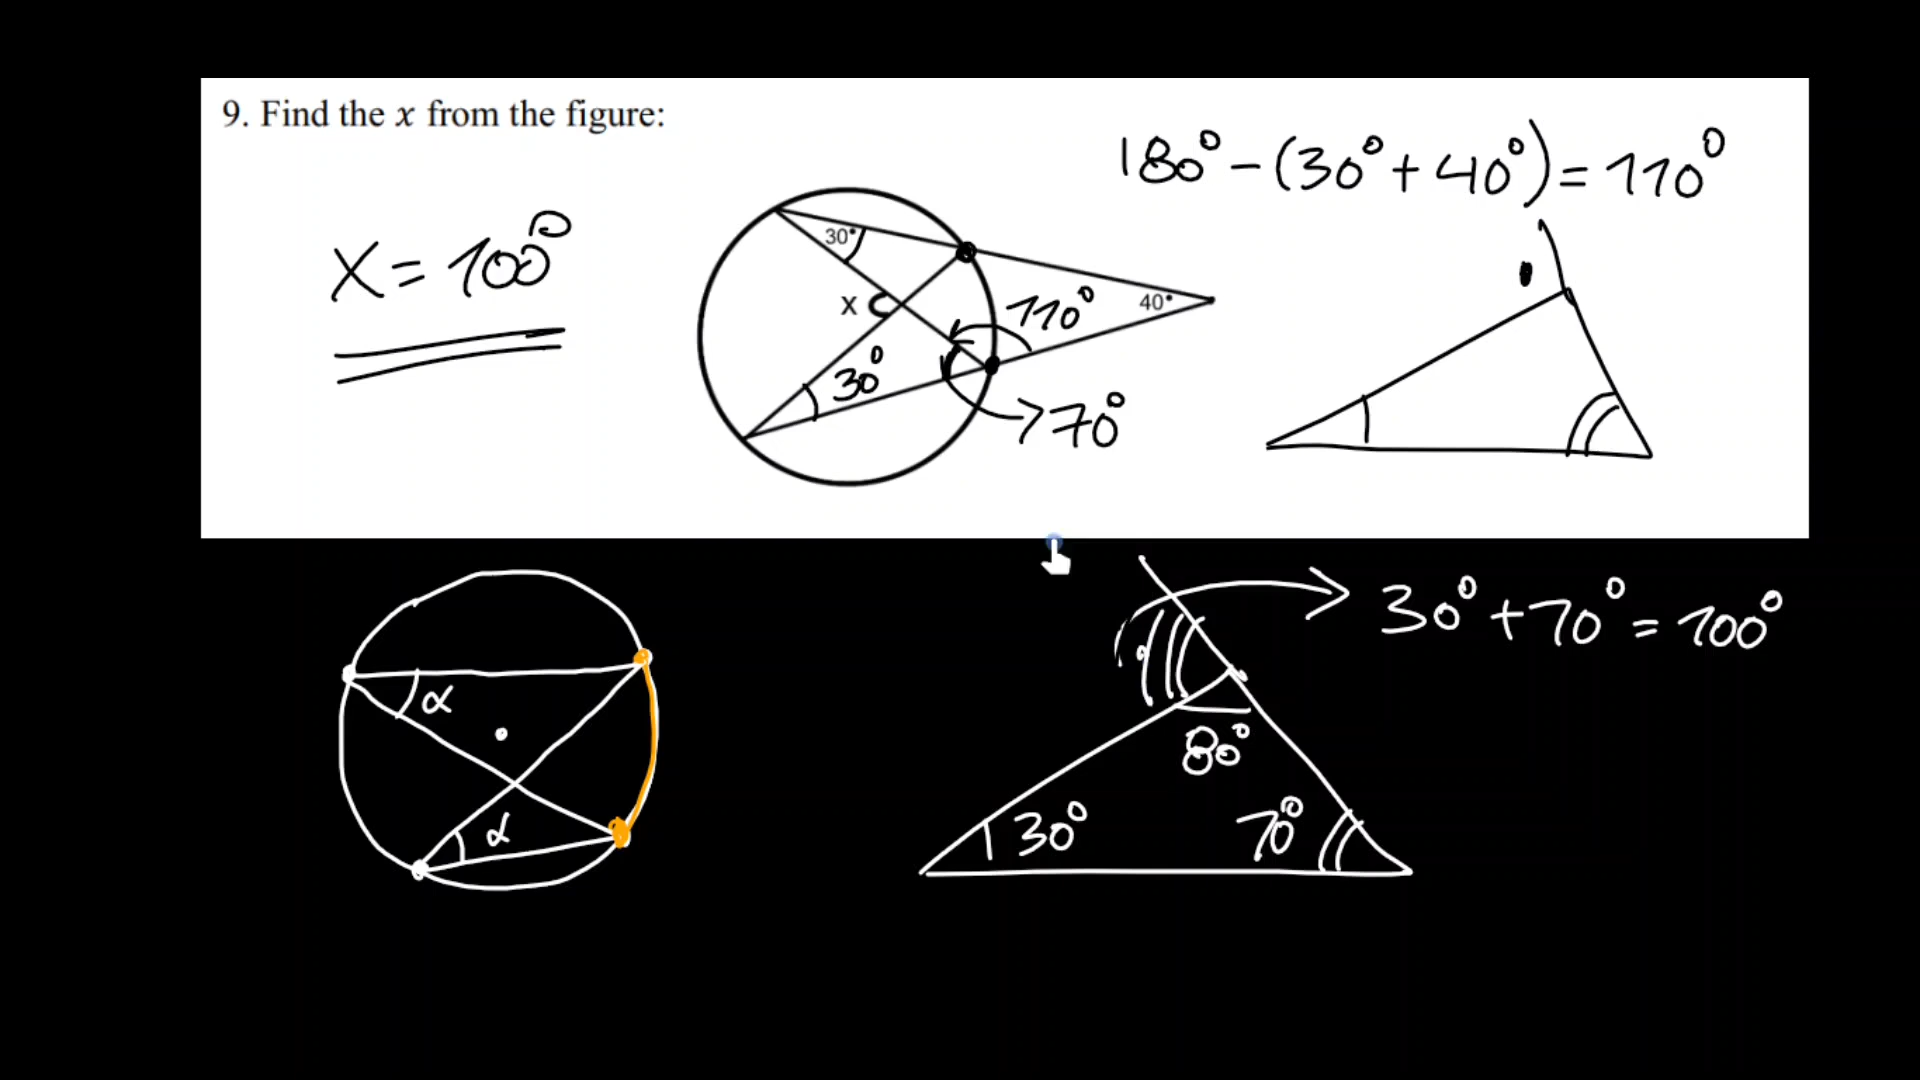 9. Find the x from the figure:
180° - (30° + 40°) = 110°
x = 100°
30°
x
110°
40°
30°
70°
30° + 70° = 100°
α
80°
α
30°
70°